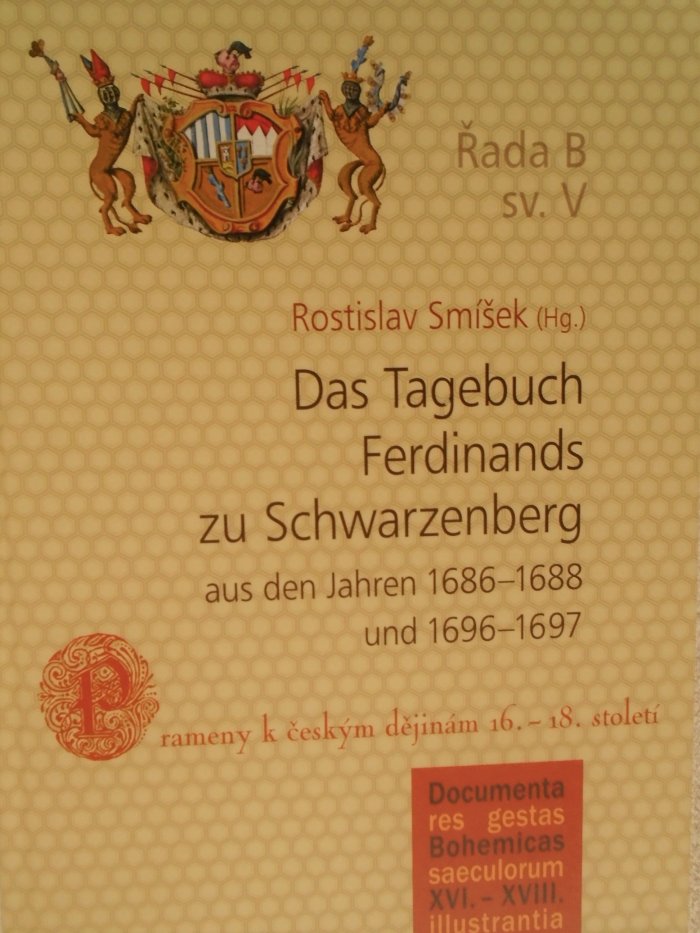 Řada B
sv. V
Rostislav Smíšek (Hg.)
Das Tagebuch
Ferdinands
zu Schwarzenberg
aus den Jahren 1686–1688
und 1696–1697
Prameny k českým dějinám 16. – 18. století
Documenta
res gestas
Bohemicas
saeculorum
XVI. – XVIII.
illustrantia